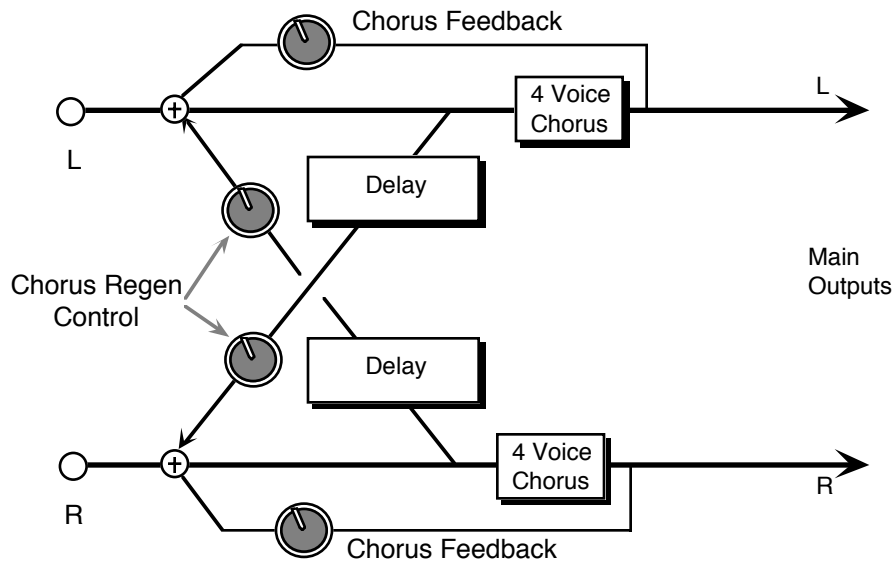 Chorus Feedback
L
4 Voice
Chorus
L
Delay
Chorus Regen
Control
Main
Outputs
Delay
4 Voice
Chorus
R
R
Chorus Feedback